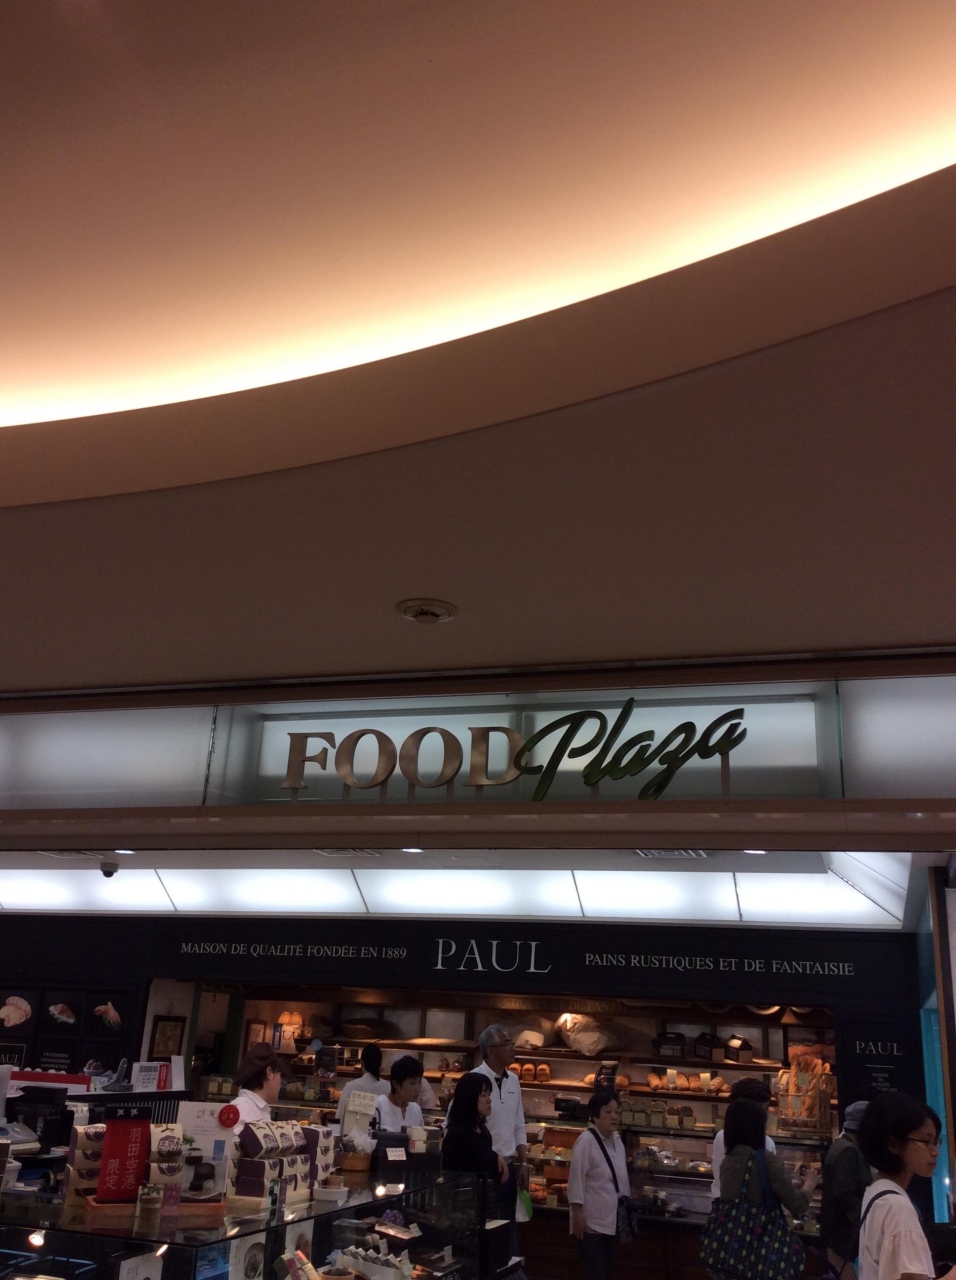 FOOD Plaza
MAISON DE QUALITÉ FONDÉE EN 1889
PAUL
PAINS RUSTIQUES ET DE FANTAISIE
PAUL
PAUL
羽田空港
限定